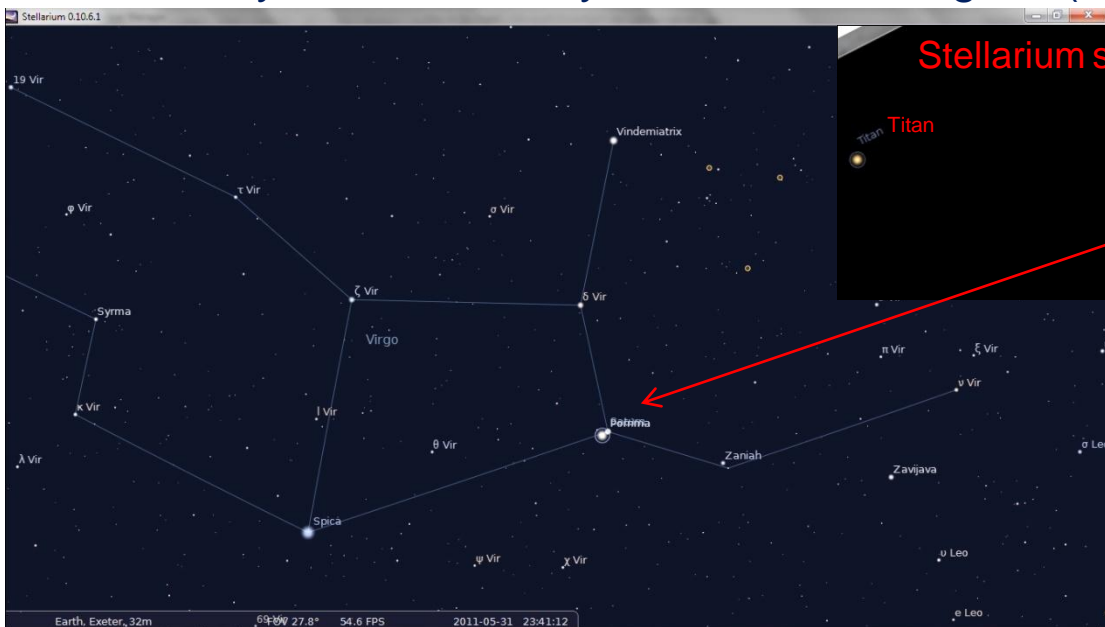 Stellarium 0.10.6.1
Stellarium s
19 Vir
Vindemiatrix
Titan
Titan
τ Vir
φ Vir
σ Vir
ζ Vir
δ Vir
Syrma
Virgo
π Vir
ξ Vir
ν Vir
κ Vir
l Vir
Porrima
θ Vir
Zaniah
σ Le
λ Vir
Zavijava
Spica
ψ Vir
χ Vir
υ Leo
e Leo
Earth, Exeter, 32m
FOV 27.8°
54.6 FPS
2011-05-31 23:41:12